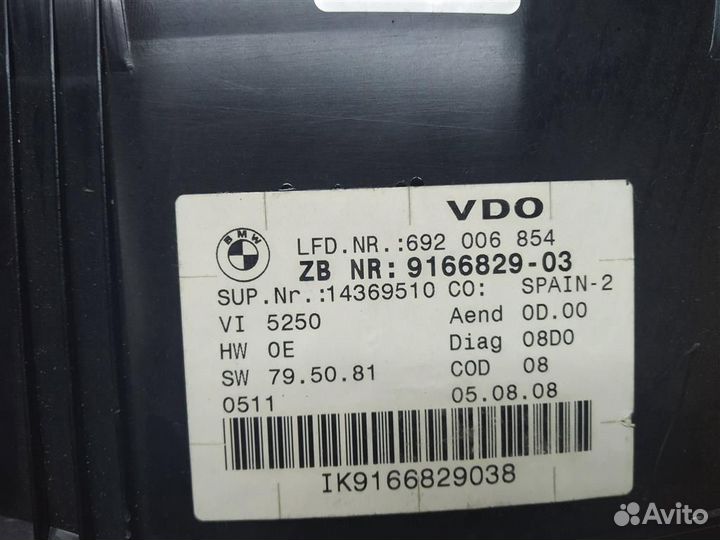 VDO
BMW
LFD.NR.:692 006 854
ZB NR: 9166829-03
SUP.Nr.:14369510 CO: SPAIN-2
VI 5250 Aend 0D.00
HW 0E Diag 08D0
SW 79.50.81 COD 08
0511 05.08.08
IK9166829038
Avito